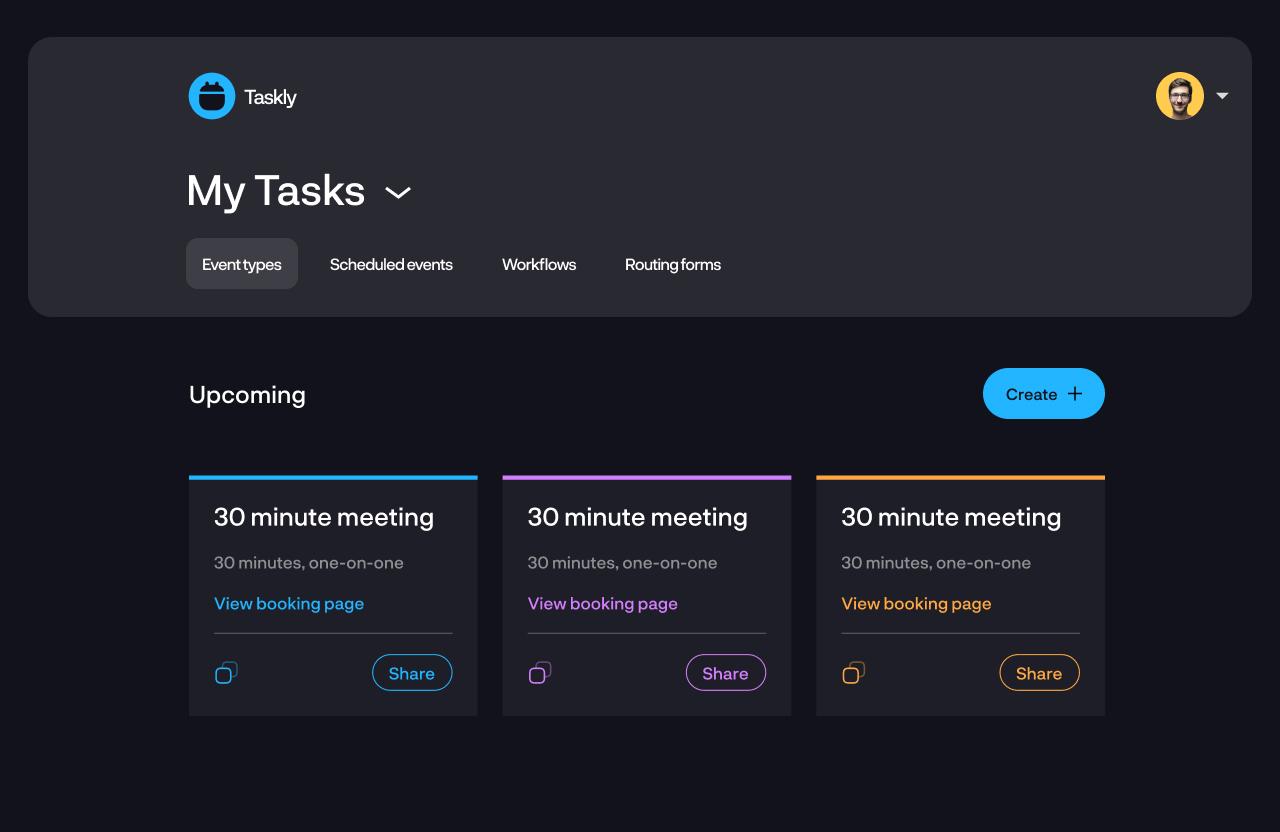 Taskly
My Tasks
Event types
Scheduled events
Workflows
Routing forms
Upcoming
Create
30 minute meeting
30 minutes, one-on-one
View booking page
Share
30 minute meeting
30 minutes, one-on-one
View booking page
Share
30 minute meeting
30 minutes, one-on-one
View booking page
Share